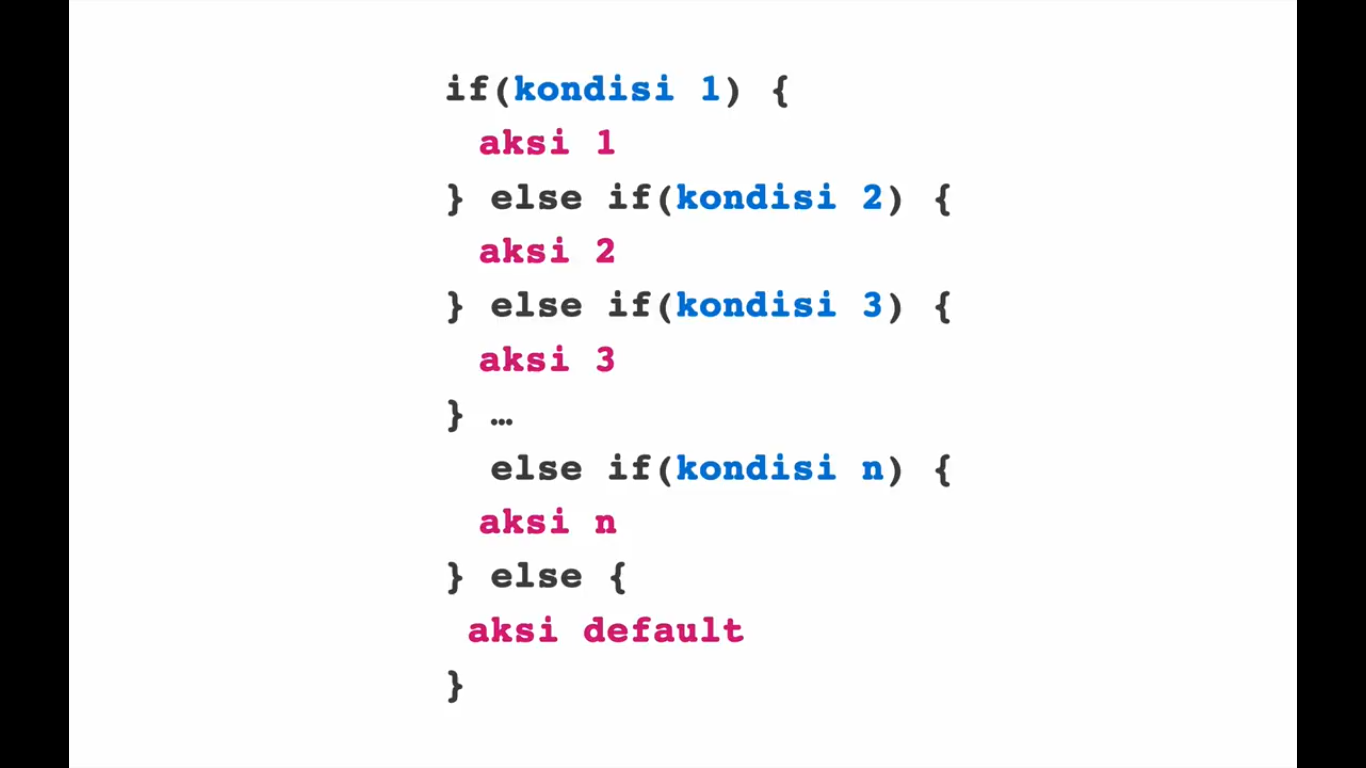 if(kondisi 1) {
aksi 1
} else if(kondisi 2) {
aksi 2
} else if(kondisi 3) {
aksi 3
} …
else if(kondisi n) {
aksi n
} else {
aksi default
}